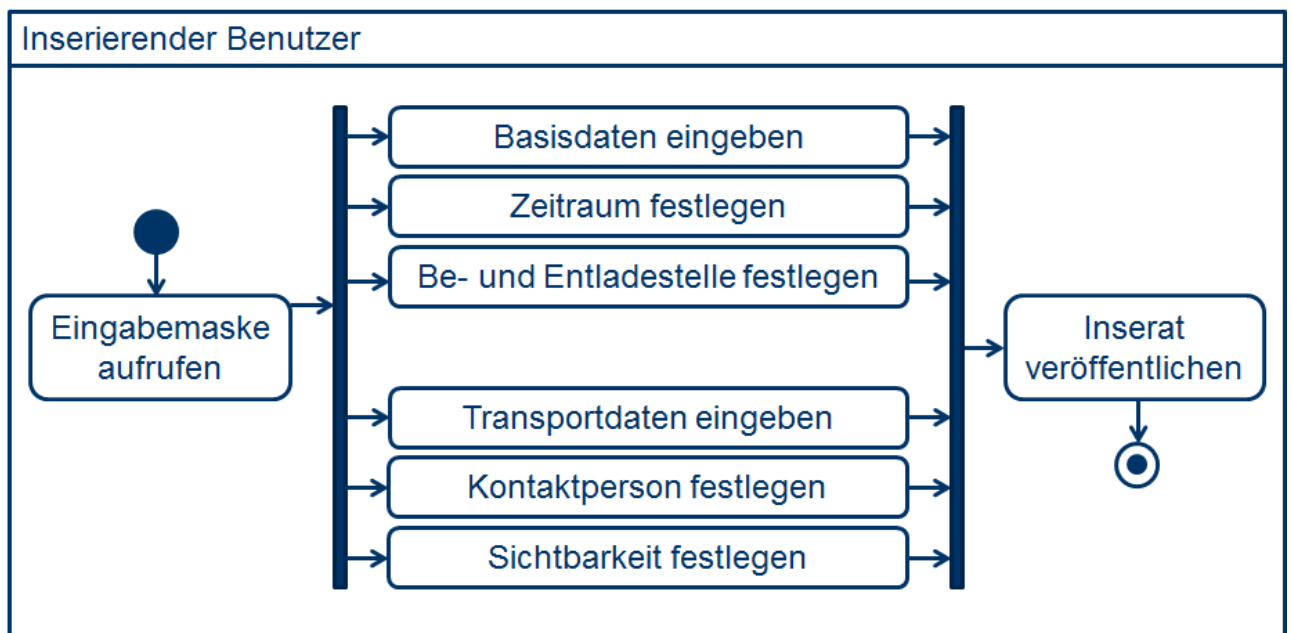 Inserierender Benutzer
Basisdaten eingeben
Zeitraum festlegen
Be- und Entladestelle festlegen
Eingabemaske
aufrufen
Inserat
veröffentlichen
Transportdaten eingeben
Kontaktperson festlegen
Sichtbarkeit festlegen